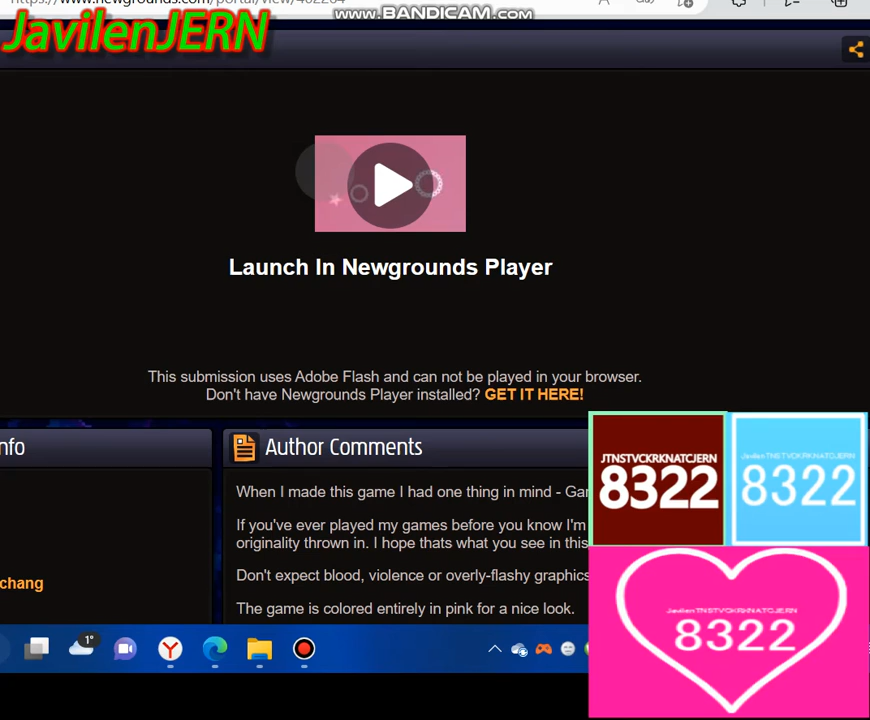 www.BANDICAM.com
JavilenJERN
Launch In Newgrounds Player
This submission uses Adobe Flash and can not be played in your browser.
Don't have Newgrounds Player installed? GET IT HERE!
nfo
Author Comments
When I made this game I had one thing in mind - Gar
If you've ever played my games before you know I'm
originality thrown in. I hope thats what you see in this
Don't expect blood, violence or overly-flashy graphics
chang
The game is colored entirely in pink for a nice look.
JTNSTVCKRKNATCJERN
8322
JavilenTNSTVCKRKNATCJERN
8322
JavilenTNSTVCKRKNATCJERN
8322
1°